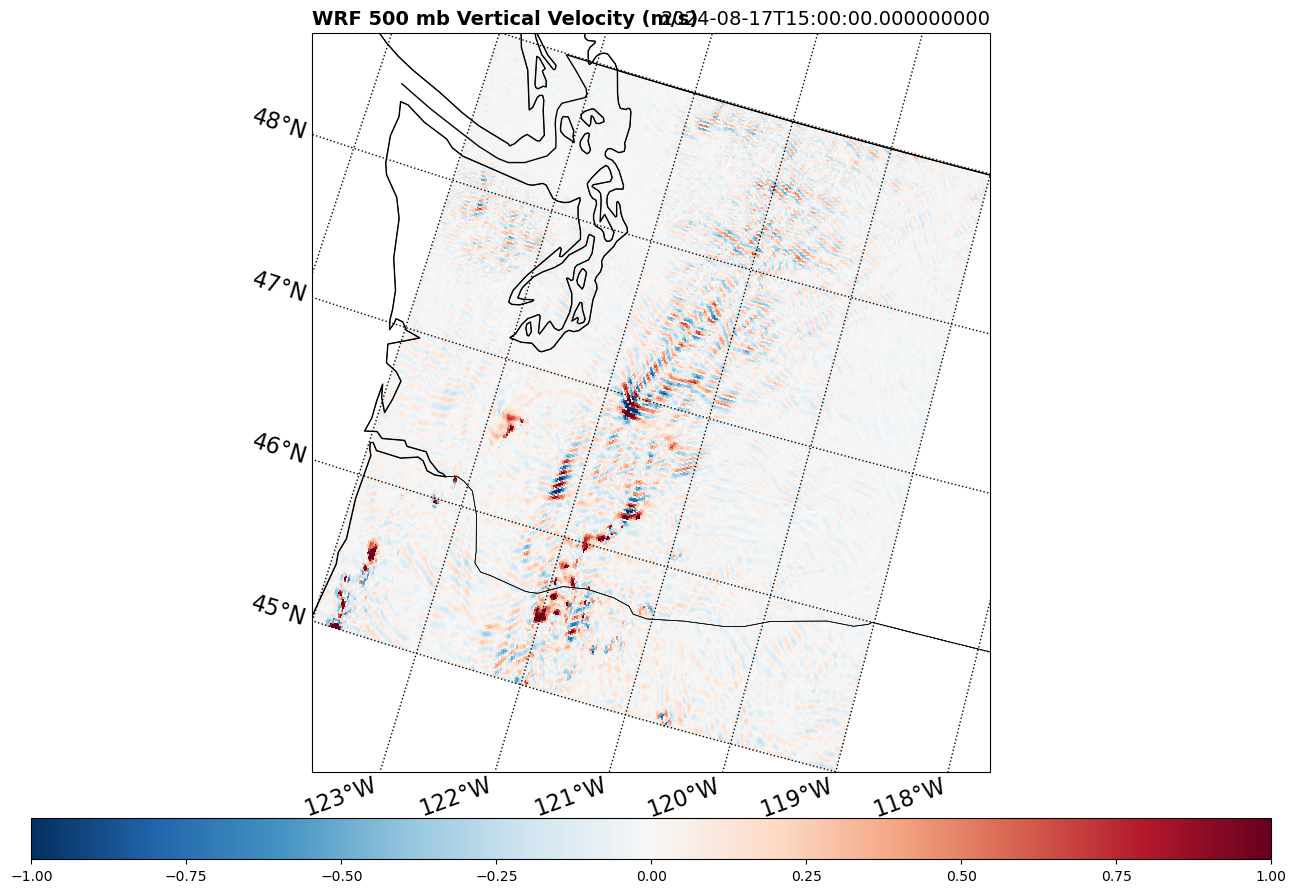 WRF 500 mb Vertical Velocity (m/s) 2024-08-17T15:00:00.000000000
48°N
47°N
46°N
45°N
123°W 122°W 121°W 120°W 119°W 118°W
−1.00 −0.75 −0.50 −0.25 0.00 0.25 0.50 0.75 1.00